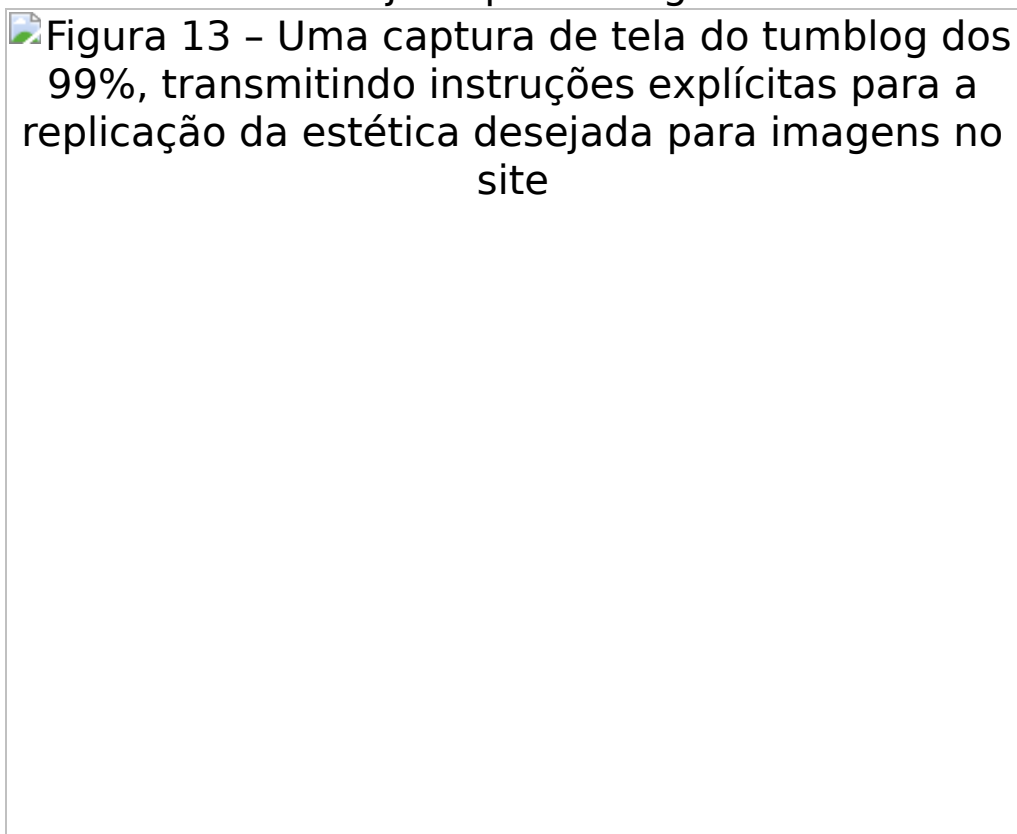 Figura 13 – Uma captura de tela do tumblog dos
99%, transmitindo instruções explícitas para a
replicação da estética desejada para imagens no
site